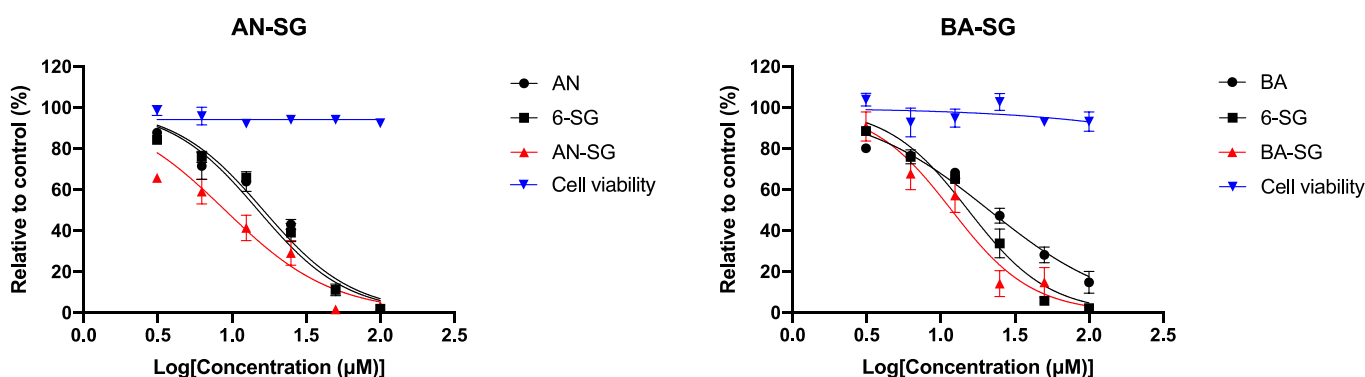 AN-SG
Relative to control (%)
120
100
80
60
40
20
0
0.0 0.5 1.0 1.5 2.0 2.5
Log[Concentration (µM)]
AN
6-SG
AN-SG
Cell viability
BA-SG
Relative to control (%)
120
100
80
60
40
20
0
0.0 0.5 1.0 1.5 2.0 2.5
Log[Concentration (µM)]
BA
6-SG
BA-SG
Cell viability